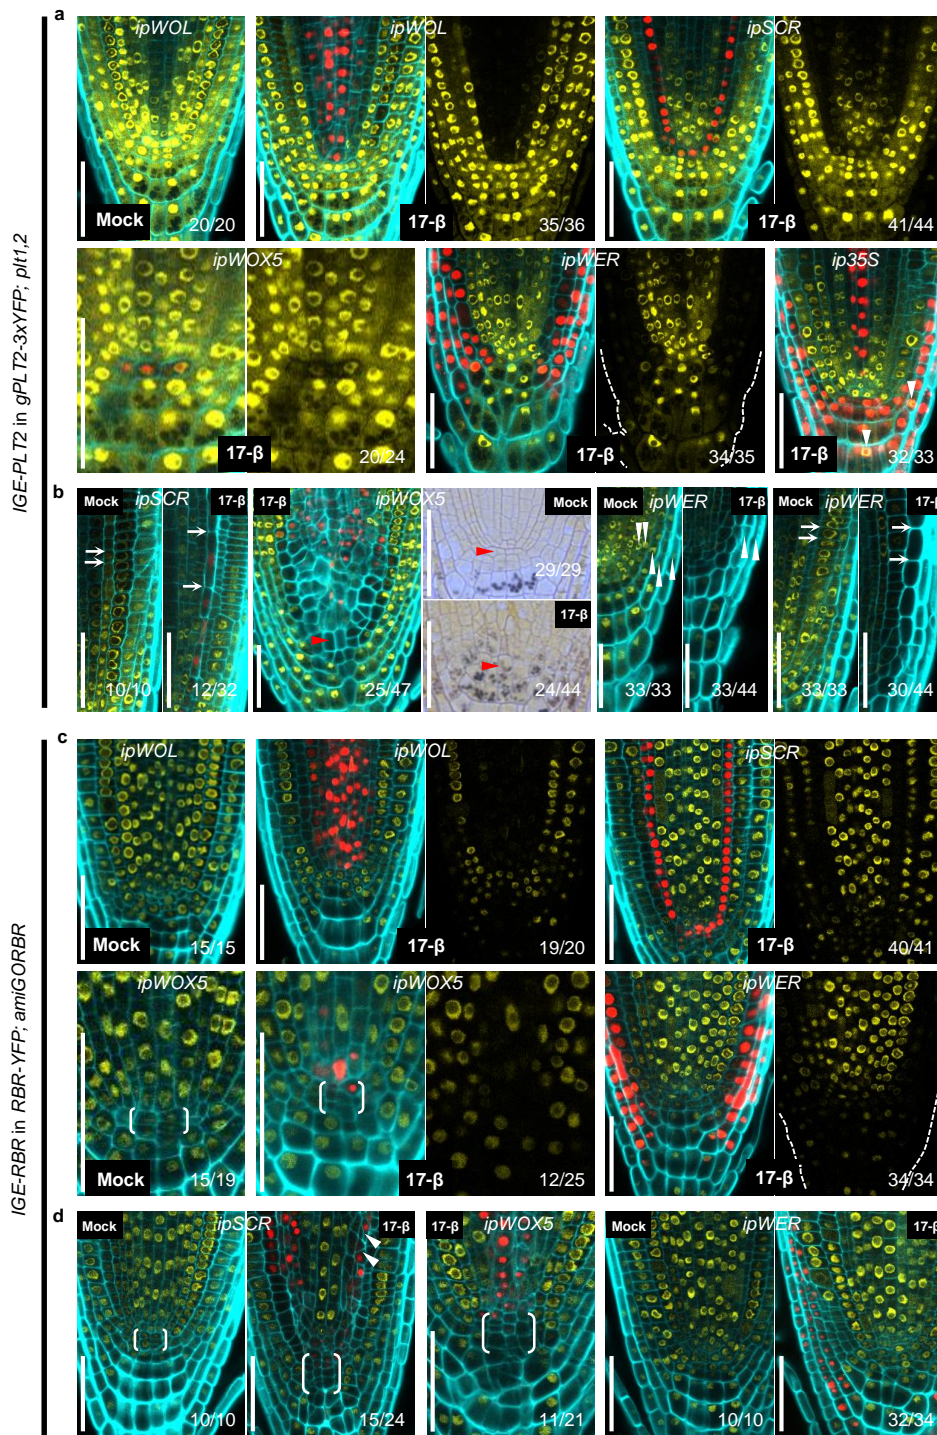 IGE-PLT2 in gPLT2-3xYFP; plt1,2
a
ipWOL
ipWOL
ipSCR
Mock
20/20
17-β
35/36
17-β
41/44
ipWOX5
ipWER
ip35S
17-β
20/24
17-β
34/35
17-β
32/33
b
Mock
ipSCR
17-β
17-β
ipWOX5
Mock
Mock
ipWER
17-β
Mock
ipWER
17-β
29/29
17-β
10/10
12/32
25/47
24/44
33/33
33/44
33/33
30/44
IGE-RBR in RBR-YFP; amiGORBR
c
ipWOL
ipWOL
ipSCR
Mock
15/15
17-β
19/20
17-β
40/41
ipWOX5
ipWOX5
ipWER
Mock
15/19
17-β
12/25
17-β
34/34
d
Mock
ipSCR
17-β
17-β
ipWOX5
Mock
ipWER
17-β
10/10
15/24
11/21
10/10
32/34